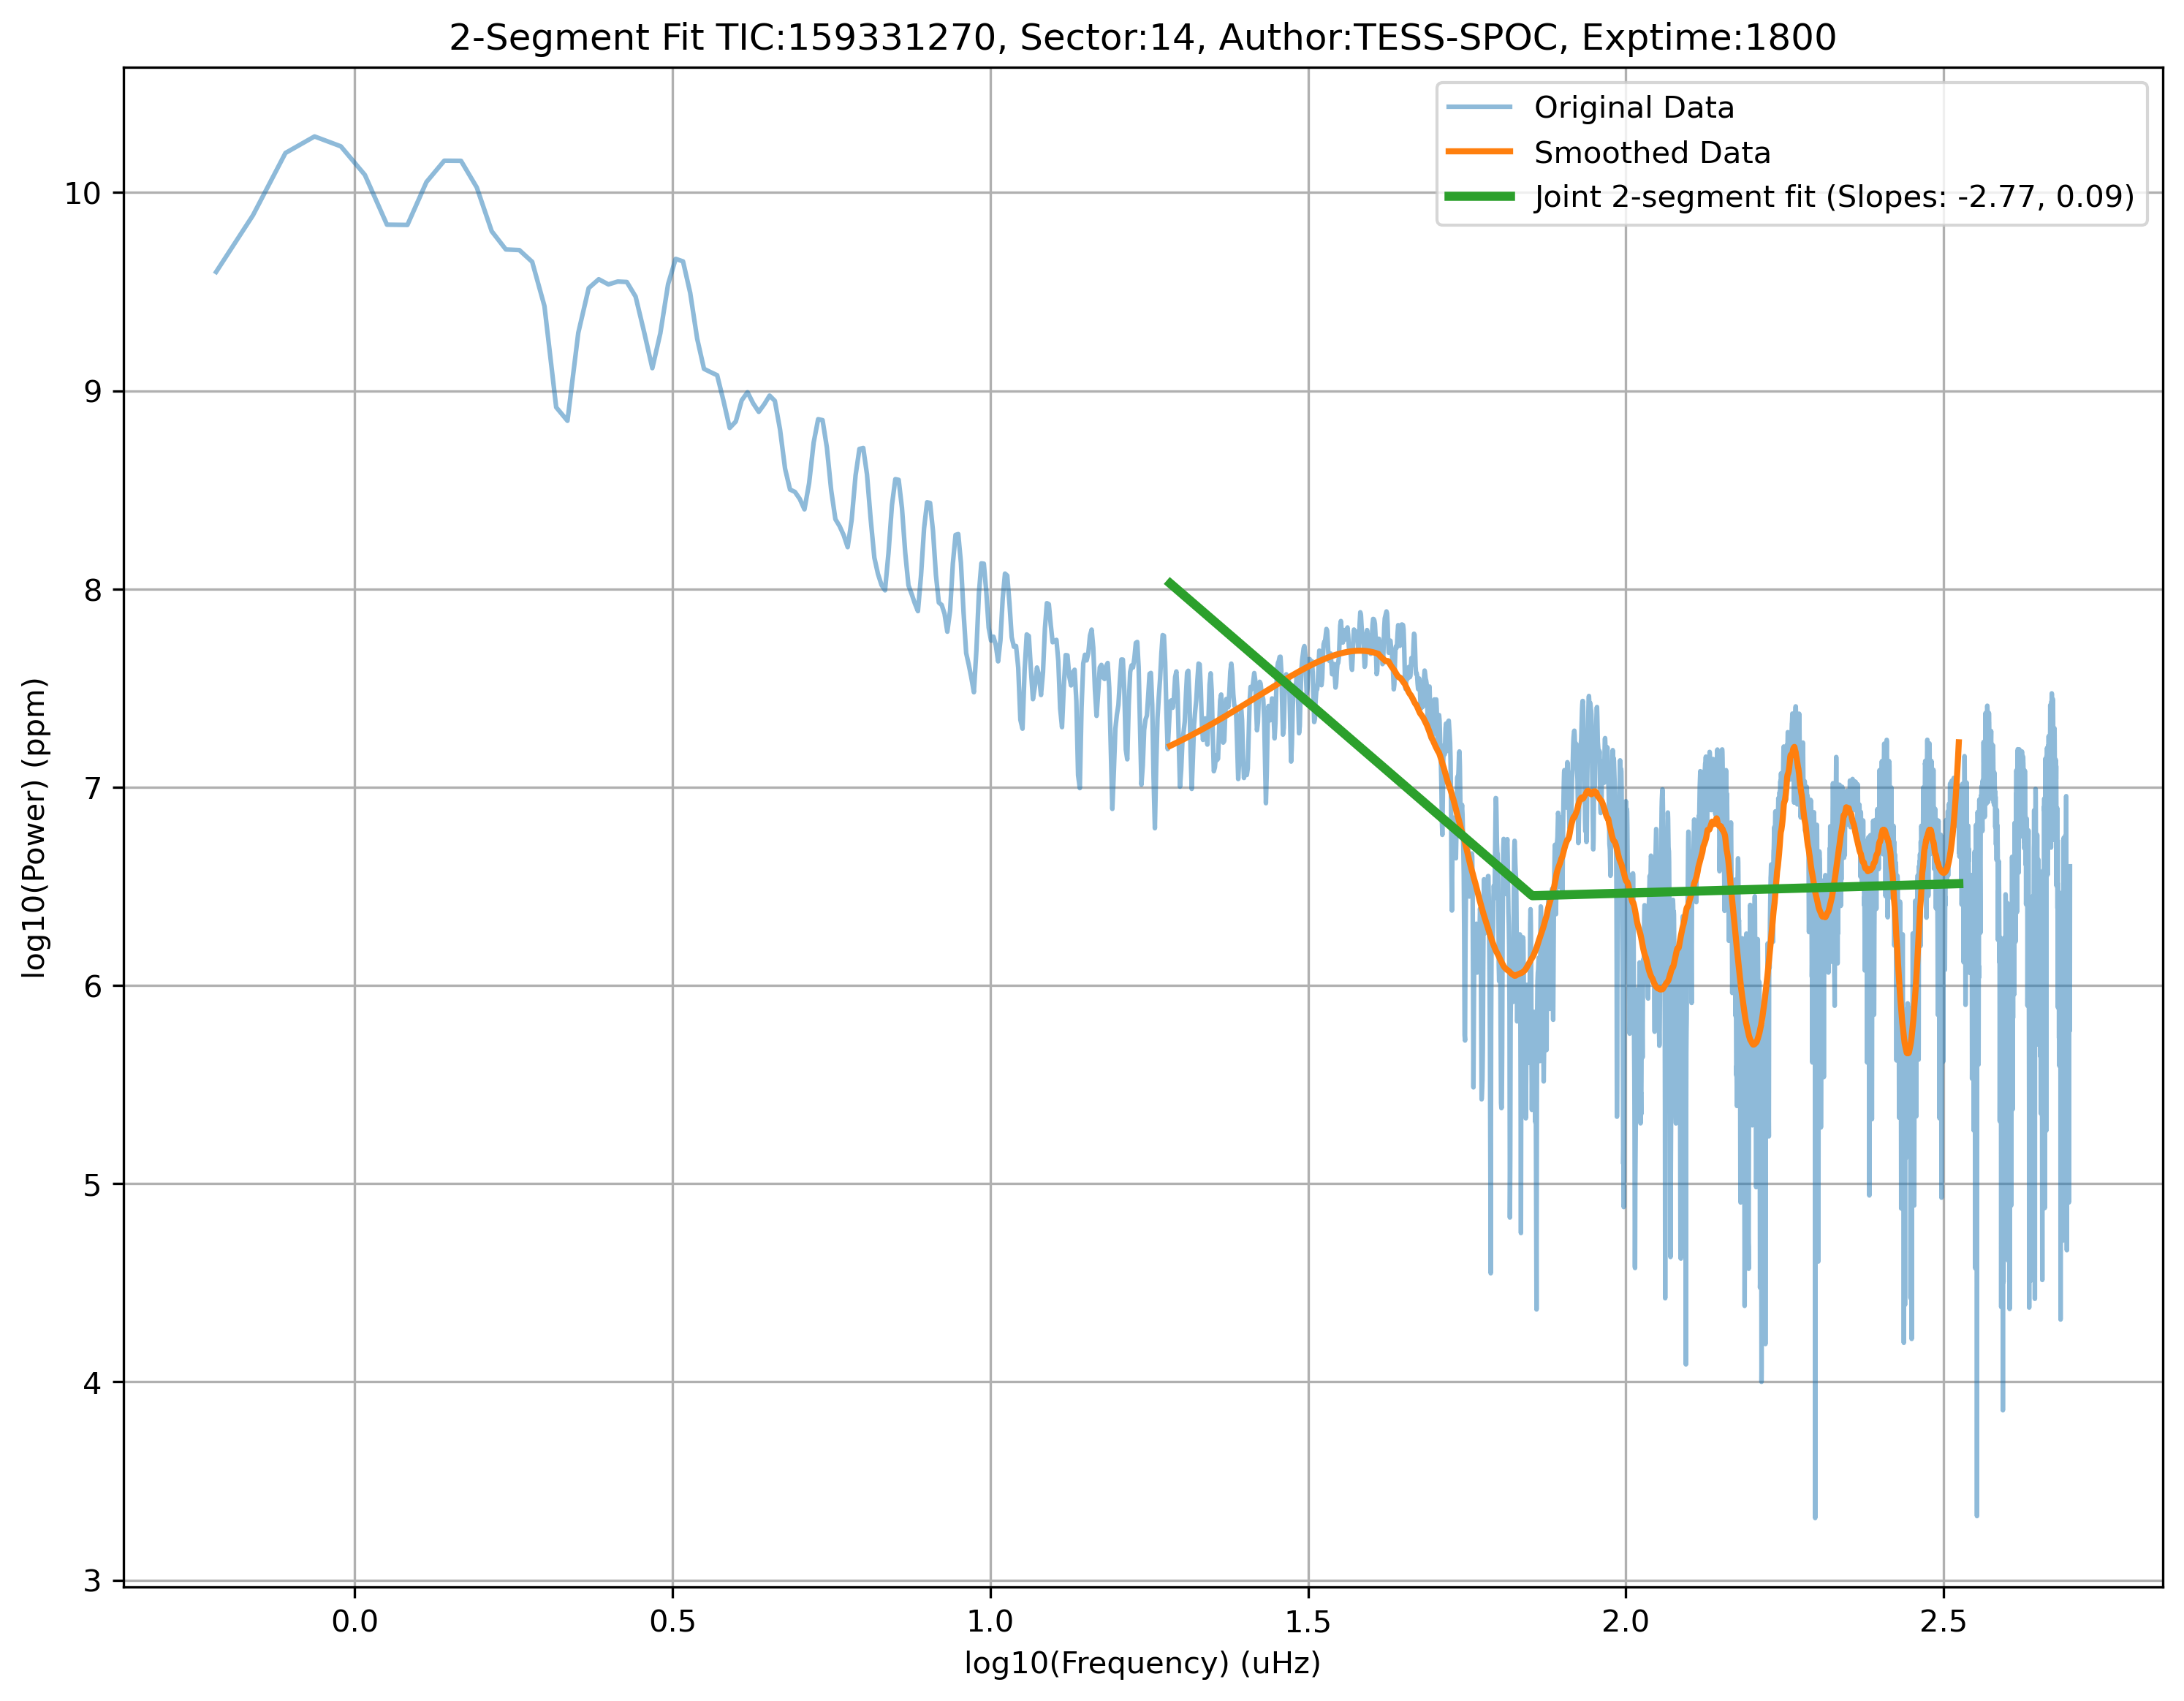 2-Segment Fit TIC:159331270, Sector:14, Author:TESS-SPOC, Exptime:1800
Original Data
Smoothed Data
Joint 2-segment fit (Slopes: -2.77, 0.09)
log10(Power) (ppm)
10
9
8
7
6
5
4
3
0.0 0.5 1.0 1.5 2.0 2.5
log10(Frequency) (uHz)